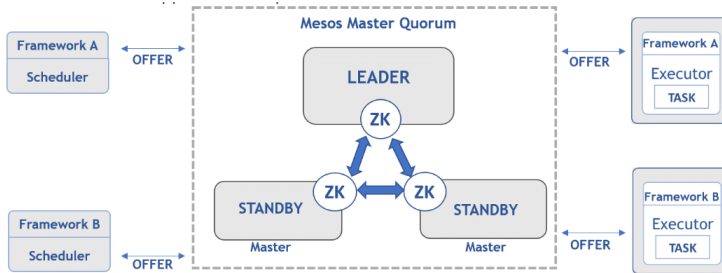 Mesos Master Quorum
Framework A
Scheduler
OFFER
LEADER
ZK
OFFER
Framework A
Executor
TASK
ZK
ZK
STANDBY
STANDBY
Master
Master
Framework B
Scheduler
OFFER
OFFER
Framework B
Executor
TASK